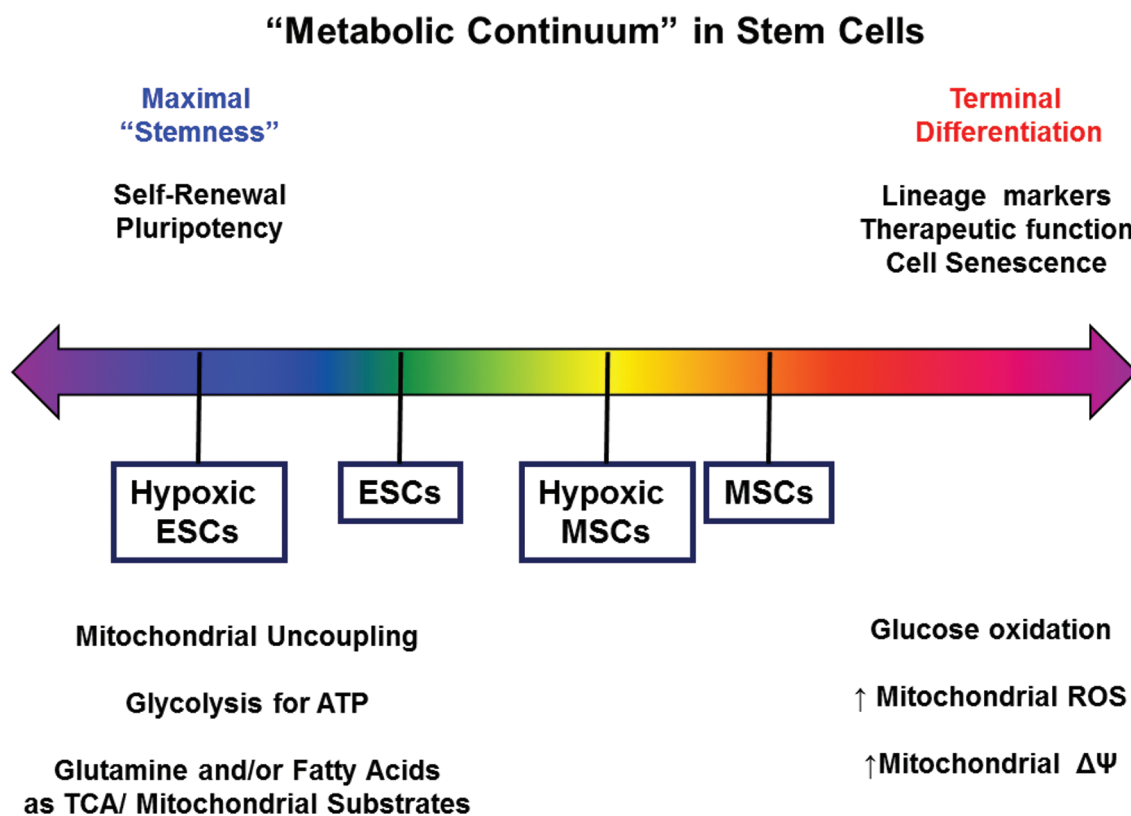 “Metabolic Continuum” in Stem Cells
Maximal
“Stemness”
Self-Renewal
Pluripotency
Terminal
Differentiation
Lineage markers
Therapeutic function
Cell Senescence
Hypoxic
ESCs
ESCs
Hypoxic
MSCs
MSCs
Mitochondrial Uncoupling
Glycolysis for ATP
Glutamine and/or Fatty Acids
as TCA/ Mitochondrial Substrates
Glucose oxidation
↑ Mitochondrial ROS
↑Mitochondrial ΔΨ